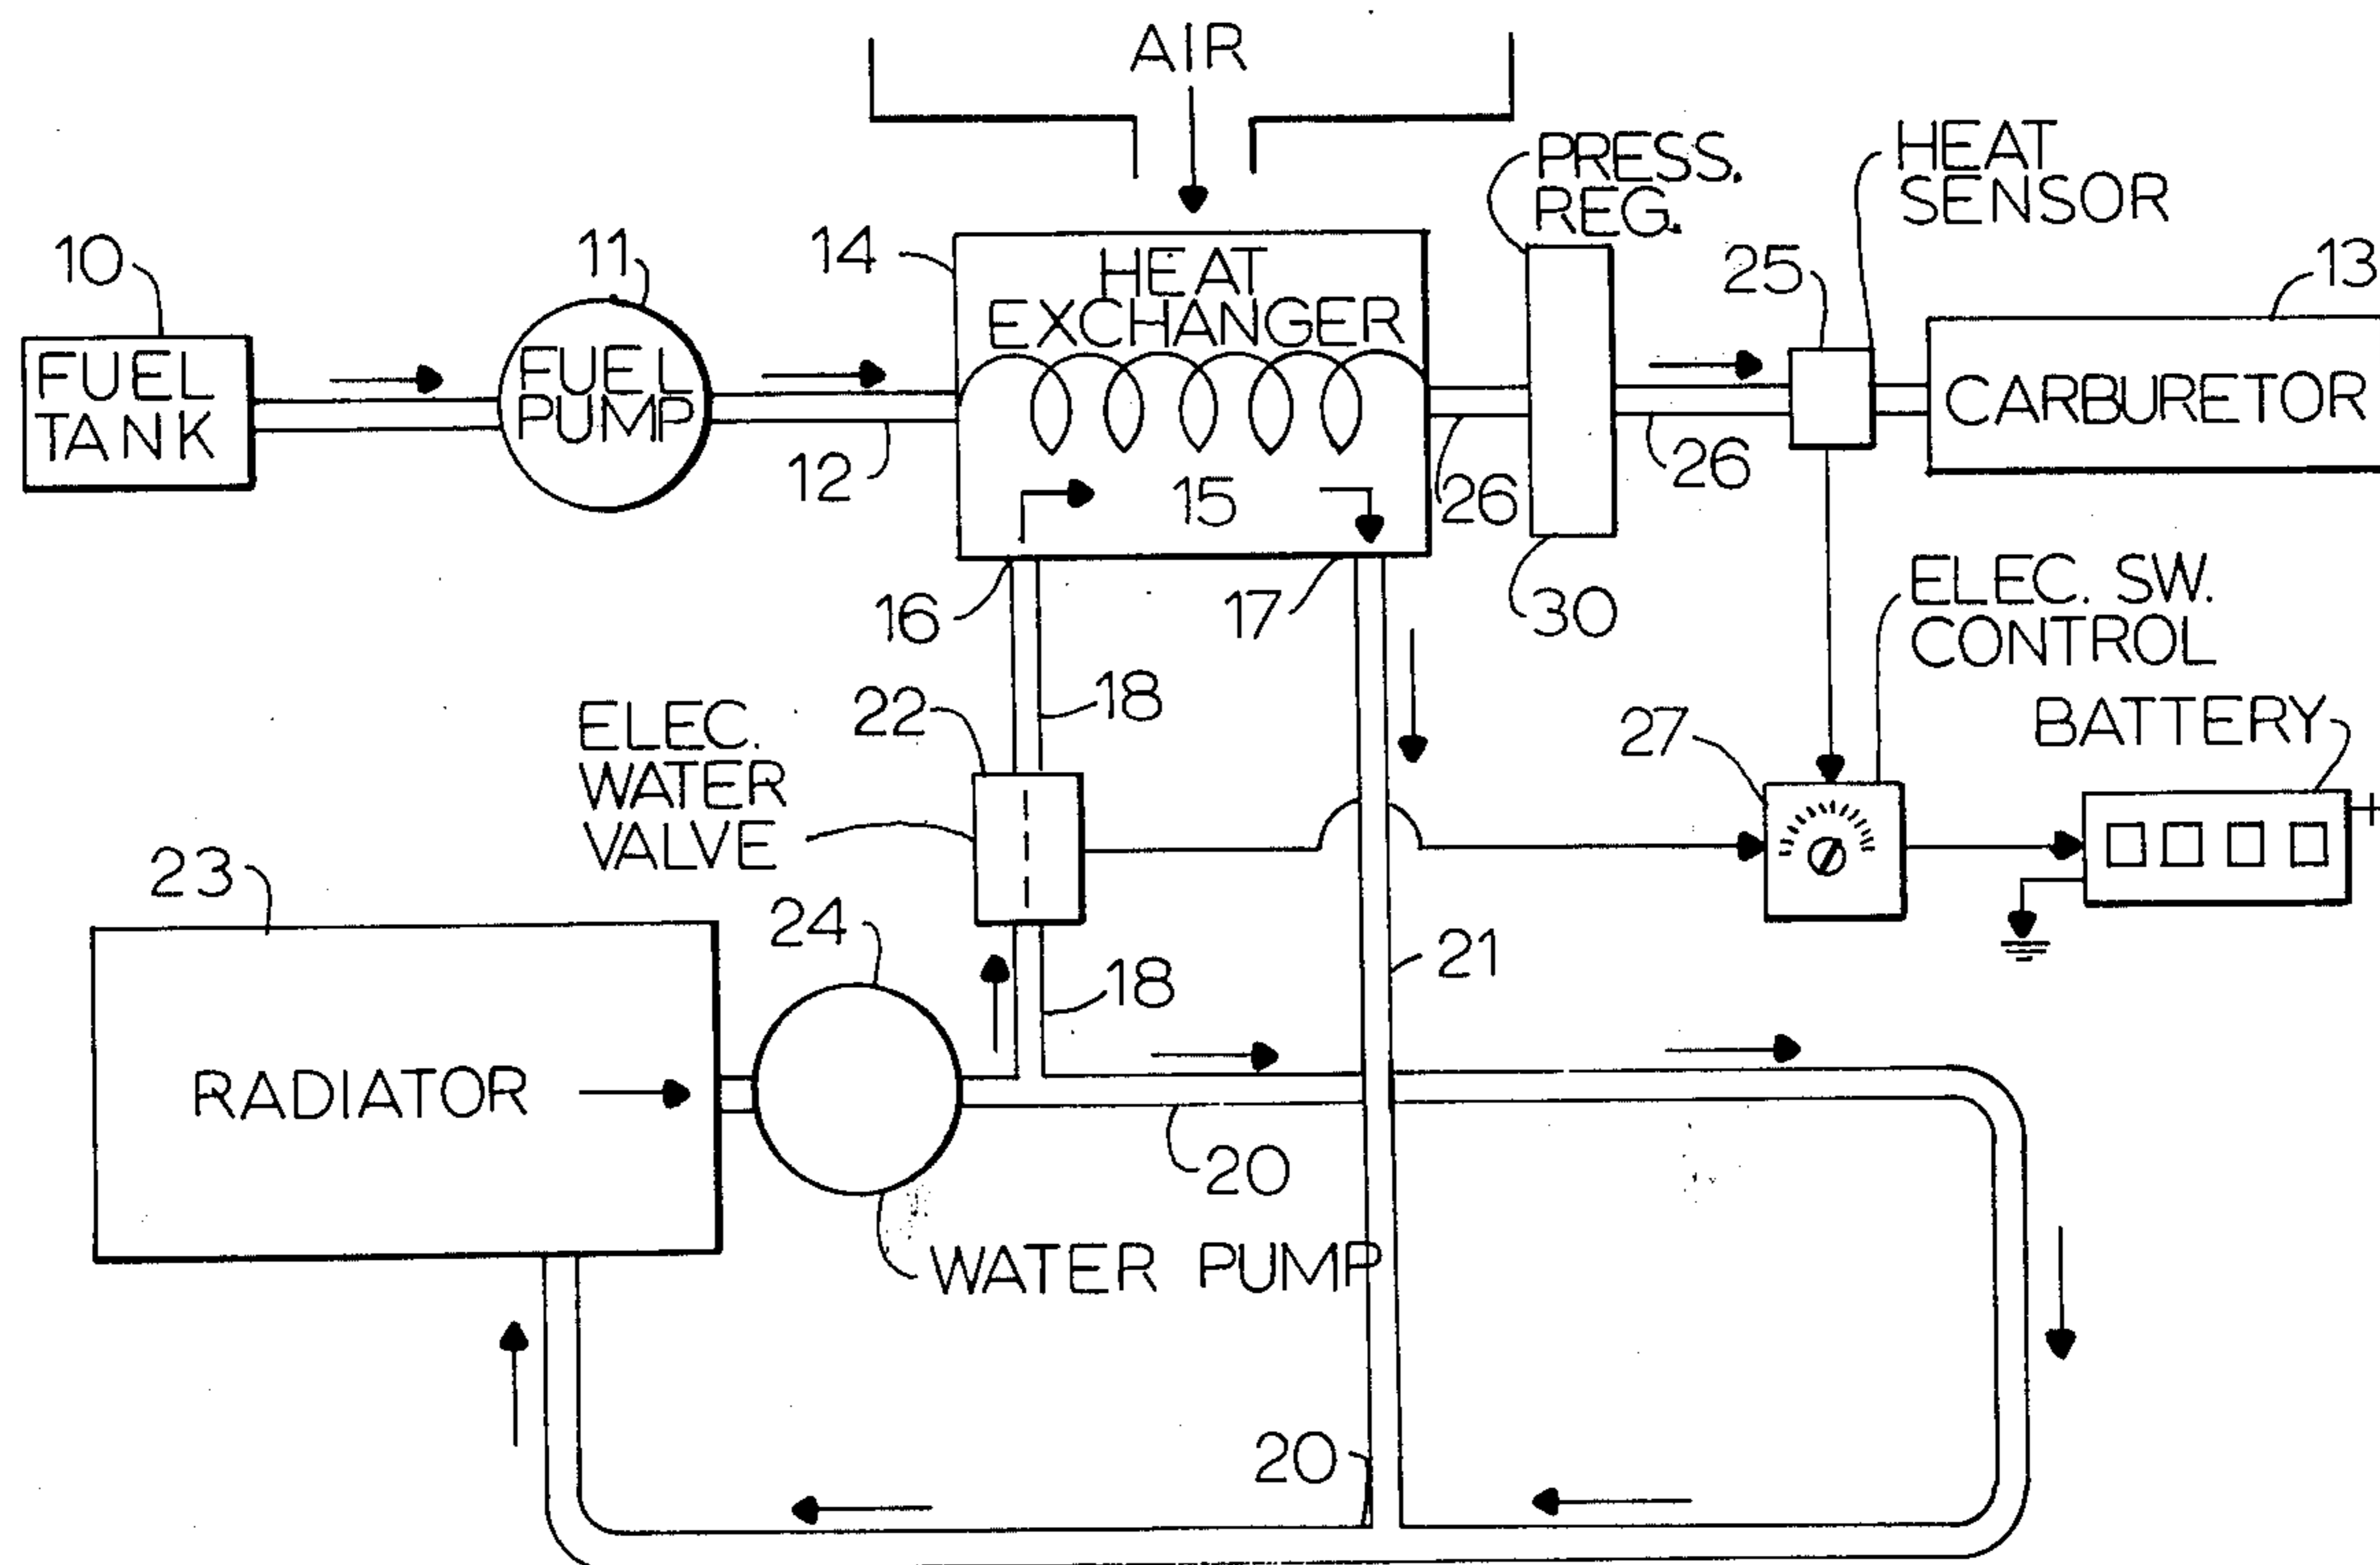 AIR
PRESS.
REG.
HEAT
SENSOR
10
11
14
HEAT
EXCHANGER
25
13
FUEL
TANK
FUEL
PUMP
CARBURETOR
12
15
26
26
16
17
30
ELEC. SW.
CONTROL
22
18
ELEC.
WATER
VALVE
27
BATTERY
+
23
24
21
18
RADIATOR
20
WATER PUMP
20